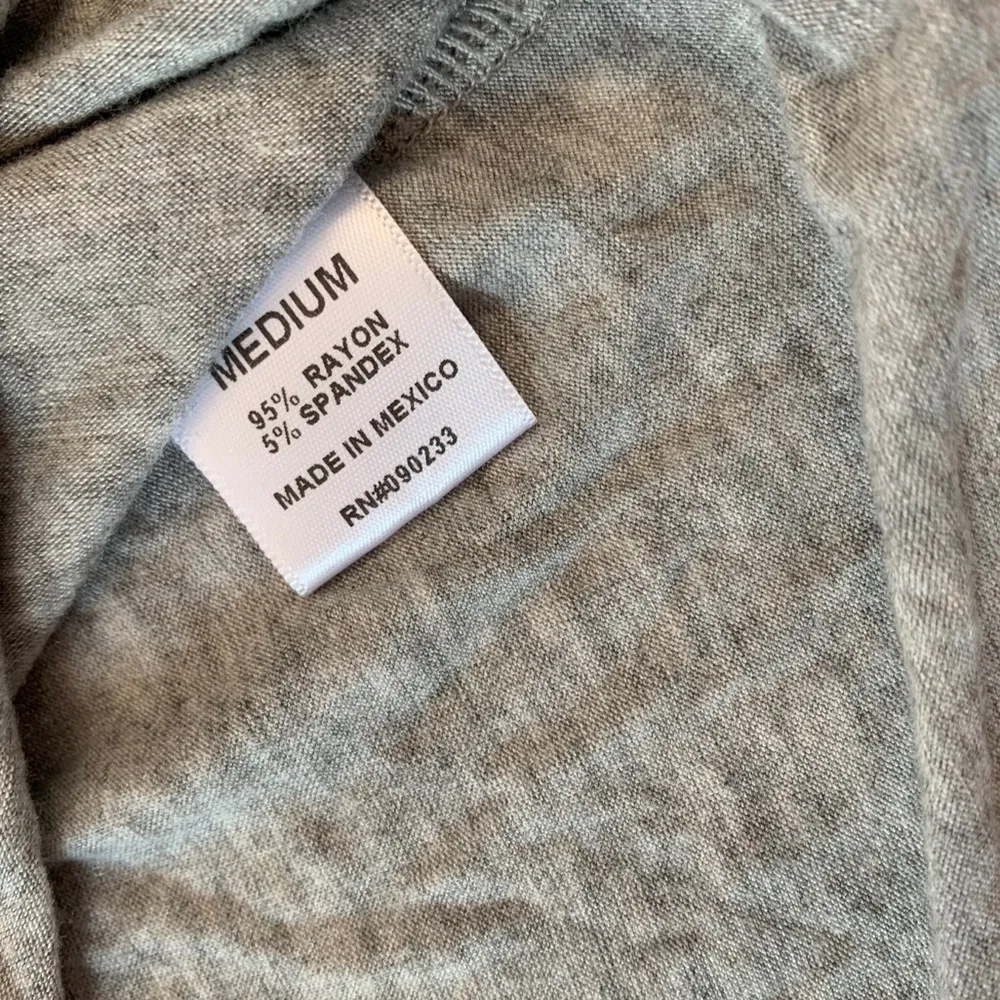 MEDIUM
95% RAYON
5% SPANDEX
MADE IN MEXICO
RN#090233